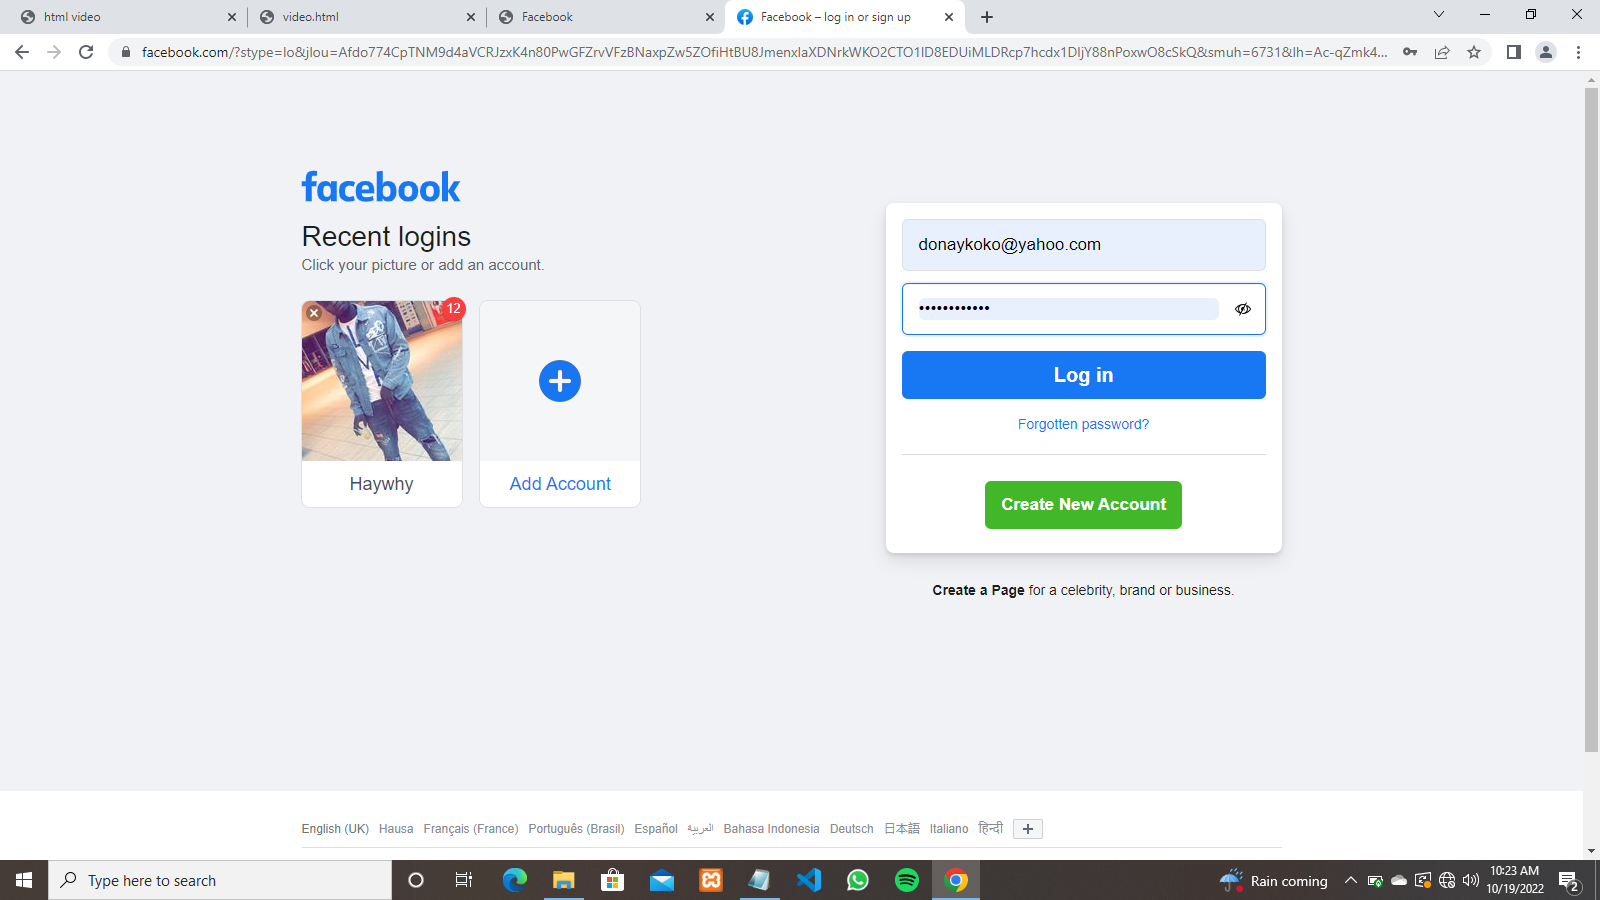 html video
video.html
Facebook
Facebook – log in or sign up
facebook.com/?stype=lo&jlou=Afdo774CpTNM9d4aVCRJzxK4n80PwGFZrvVFzBNaxpZw5ZOfiHtBU8JmenxlaXDNrkWKO2CTO1lD8EDUiMLDRcp7hcdx1DljY88nPoxwO8cSkQ&smuh=6731&lh=Ac-qZmk4...
facebook
Recent logins
Click your picture or add an account.
12
Haywhy
Add Account
donaykoko@yahoo.com
••••••••••••
Log in
Forgotten password?
Create New Account
Create a Page for a celebrity, brand or business.
English (UK) Hausa Français (France) Português (Brasil) Español العربية Bahasa Indonesia Deutsch 日本語 Italiano हिन्दी
Type here to search
Rain coming
10:23 AM
10/19/2022
2